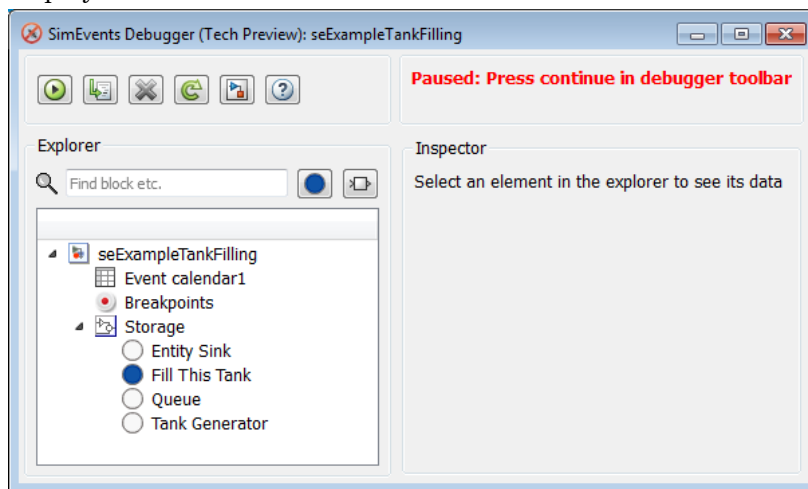 SimEvents Debugger (Tech Preview): seExampleTankFilling
Paused: Press continue in debugger toolbar
Explorer
Inspector
Find block etc.
Select an element in the explorer to see its data
seExampleTankFilling
Event calendar1
Breakpoints
Storage
Entity Sink
Fill This Tank
Queue
Tank Generator